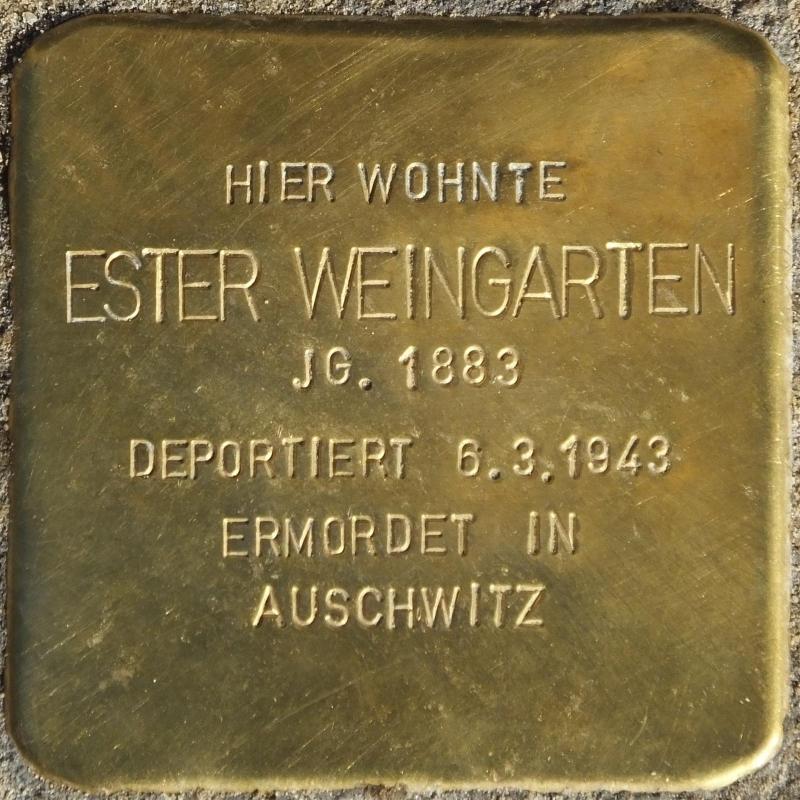 HIER WOHNTE
ESTER WEINGARTEN
JG. 1883
DEPORTIERT 6.3.1943
ERMORDET IN
AUSCHWITZ